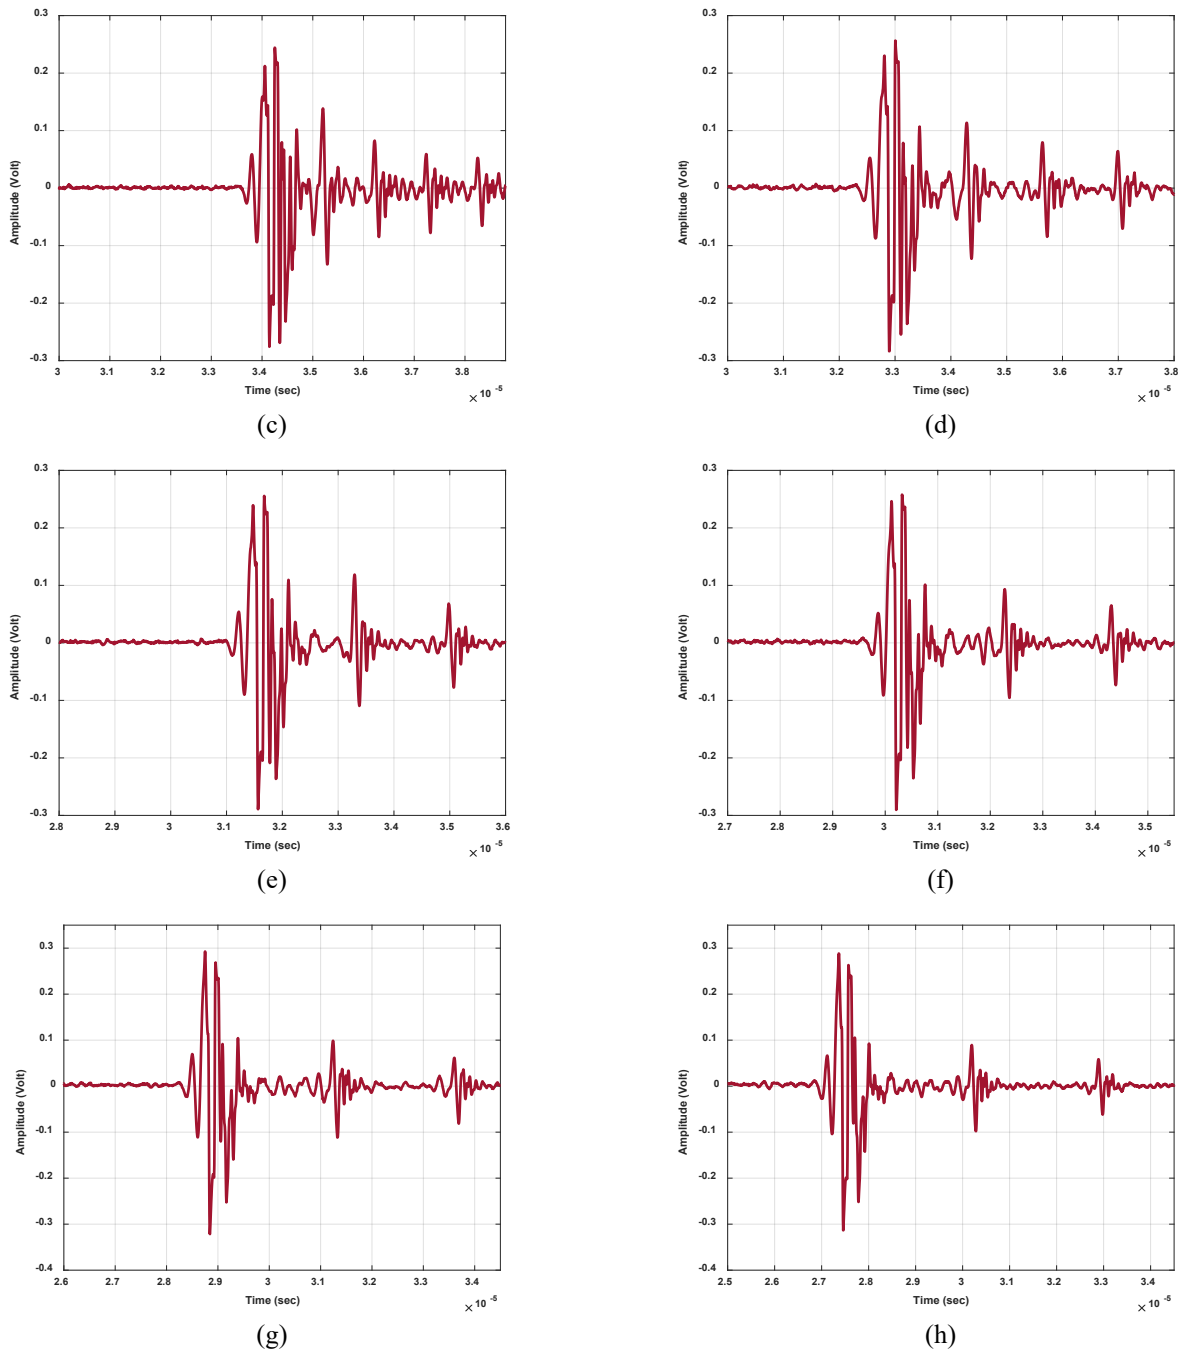 0.3
0.2
0.1
0
-0.1
-0.2
-0.3
Amplitude (Volt)
3 3.1 3.2 3.3 3.4 3.5 3.6 3.7 3.8
Time (sec)
× 10 -5
(c)
0.3
0.2
0.1
0
-0.1
-0.2
-0.3
Amplitude (Volt)
3 3.1 3.2 3.3 3.4 3.5 3.6 3.7 3.8
Time (sec)
× 10 -5
(d)
0.3
0.2
0.1
0
-0.1
-0.2
-0.3
Amplitude (Volt)
2.8 2.9 3 3.1 3.2 3.3 3.4 3.5 3.6
Time (sec)
× 10 -5
(e)
0.3
0.2
0.1
0
-0.1
-0.2
-0.3
Amplitude (Volt)
2.7 2.8 2.9 3 3.1 3.2 3.3 3.4 3.5
Time (sec)
× 10 -5
(f)
0.3
0.2
0.1
0
-0.1
-0.2
-0.3
-0.4
Amplitude (Volt)
2.6 2.7 2.8 2.9 3 3.1 3.2 3.3 3.4
Time (sec)
× 10 -5
(g)
0.3
0.2
0.1
0
-0.1
-0.2
-0.3
-0.4
Amplitude (Volt)
2.5 2.6 2.7 2.8 2.9 3 3.1 3.2 3.3 3.4
Time (sec)
× 10 -5
(h)